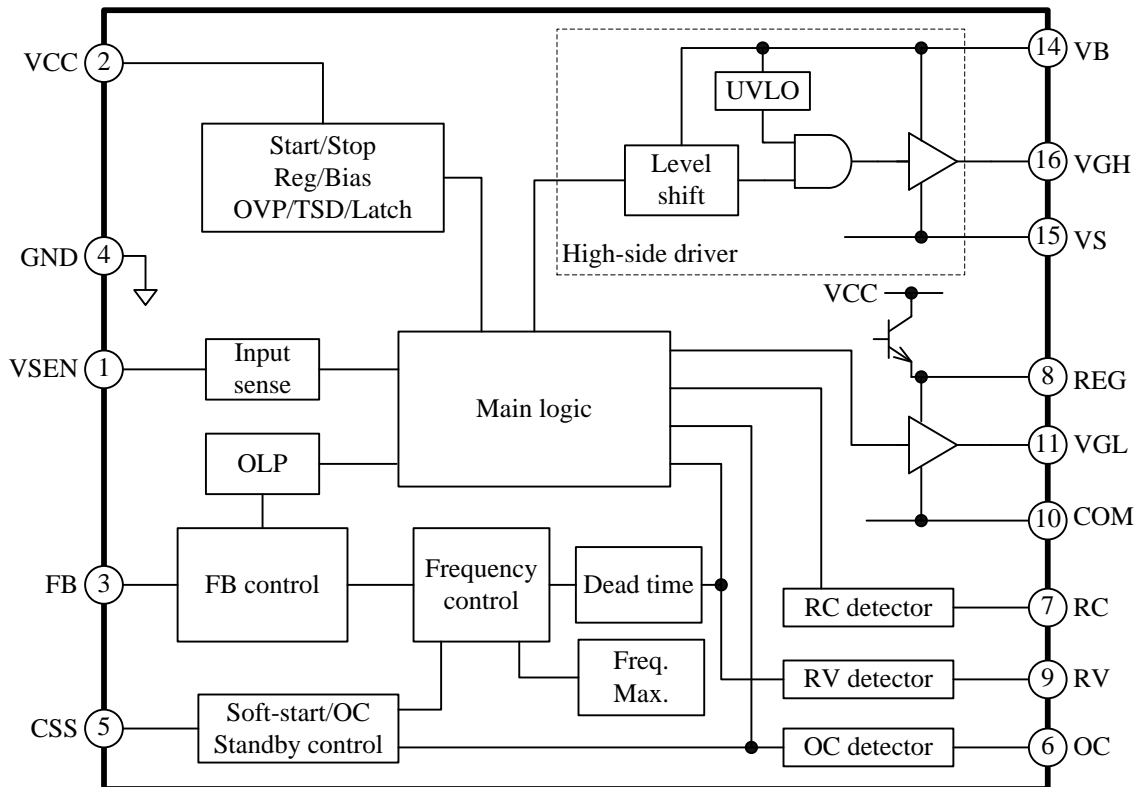 VCC
2
Start/Stop
Reg/Bias
OVP/TSD/Latch
GND
4
VSEN
1
Input
sense
OLP
FB
3
FB control
Frequency
control
Dead time
Freq.
Max.
CSS
5
Soft-start/OC
Standby control
Main logic
UVLO
Level
shift
High-side driver
14
VB
16
VGH
15
VS
VCC
8
REG
11
VGL
10
COM
RC detector
7
RC
RV detector
9
RV
OC detector
6
OC